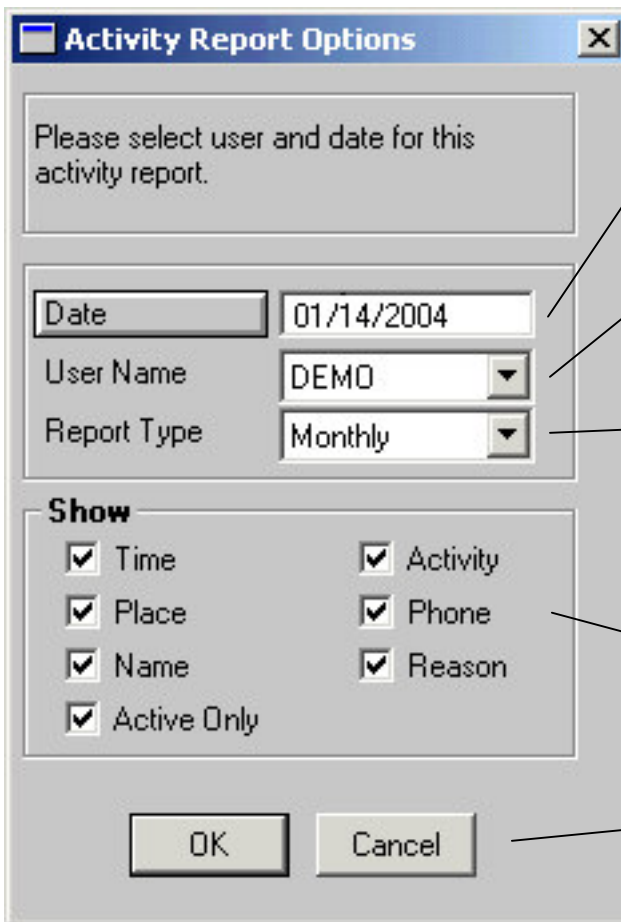 Activity Report Options
Please select user and date for this
activity report.
Date 01/14/2004
User Name DEMO
Report Type Monthly
Show
Time Activity
Place Phone
Name Reason
Active Only
OK Cancel